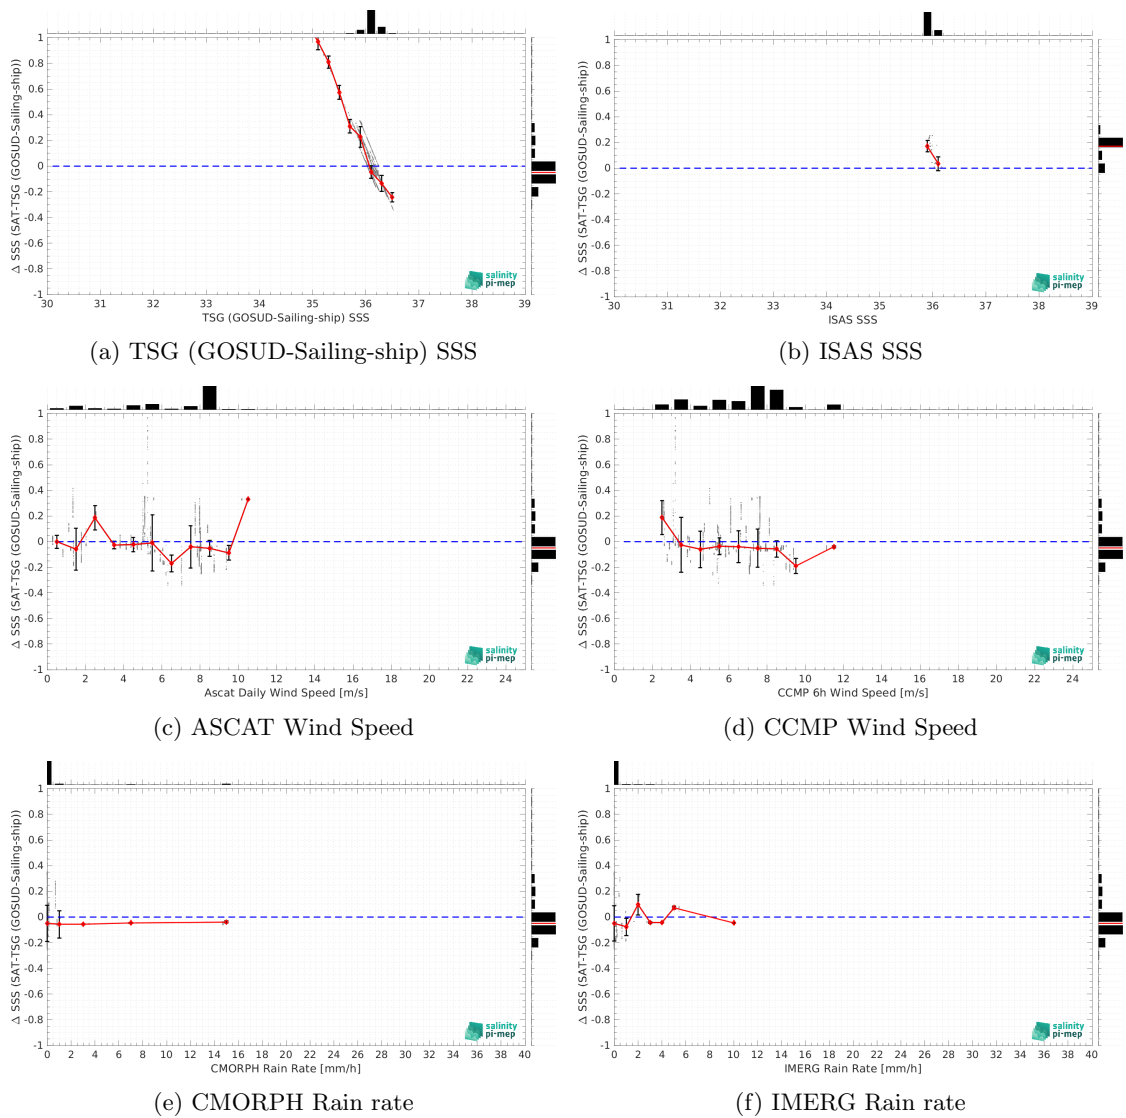 1
0.8
0.6
0.4
0.2
0
-0.2
-0.4
-0.6
-0.8
-1
Δ SSS (SAT-TSG (GOSUD-Sailing-ship))
salinity
pi-mep
30 31 32 33 34 35 36 37 38 39
TSG (GOSUD-Sailing-ship) SSS
(a) TSG (GOSUD-Sailing-ship) SSS
1
0.8
0.6
0.4
0.2
0
-0.2
-0.4
-0.6
-0.8
-1
Δ SSS (SAT-TSG (GOSUD-Sailing-ship))
salinity
pi-mep
30 31 32 33 34 35 36 37 38 39
ISAS SSS
(b) ISAS SSS
1
0.8
0.6
0.4
0.2
0
-0.2
-0.4
-0.6
-0.8
-1
Δ SSS (SAT-TSG (GOSUD-Sailing-ship))
salinity
pi-mep
0 2 4 6 8 10 12 14 16 18 20 22 24
Ascat Daily Wind Speed [m/s]
(c) ASCAT Wind Speed
1
0.8
0.6
0.4
0.2
0
-0.2
-0.4
-0.6
-0.8
-1
Δ SSS (SAT-TSG (GOSUD-Sailing-ship))
salinity
pi-mep
0 2 4 6 8 10 12 14 16 18 20 22 24
CCMP 6h Wind Speed [m/s]
(d) CCMP Wind Speed
1
0.8
0.6
0.4
0.2
0
-0.2
-0.4
-0.6
-0.8
-1
Δ SSS (SAT-TSG (GOSUD-Sailing-ship))
salinity
pi-mep
0 2 4 6 8 10 12 14 16 18 20 22 24 26 28 30 32 34 36 38 40
CMORPH Rain Rate [mm/h]
(e) CMORPH Rain rate
1
0.8
0.6
0.4
0.2
0
-0.2
-0.4
-0.6
-0.8
-1
Δ SSS (SAT-TSG (GOSUD-Sailing-ship))
salinity
pi-mep
0 2 4 6 8 10 12 14 16 18 20 22 24 26 28 30 32 34 36 38 40
IMERG Rain Rate [mm/h]
(f) IMERG Rain rate